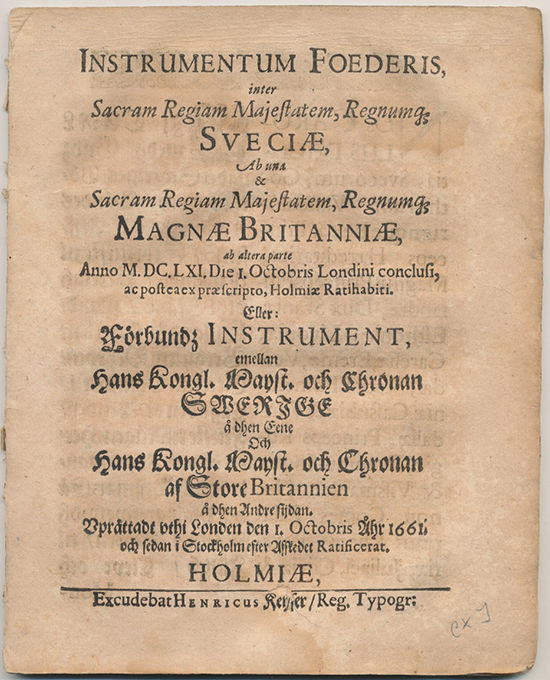 INSTRUMENTUM FOEDERIS,
inter
Sacram Regiam Majeſtatem, Regnumq́;
SVECIÆ,
Ab una
&
Sacram Regiam Majeſtatem, Regnumq́;
MAGNÆ BRITANNIÆ,
ab altera parte
Anno M. DC. LXI. Die 1. Octobris Londini concluſi,
ac poſtea ex præſcripto, Holmiæ Ratihabiti.
Eller:
Förbundz INSTRUMENT,
emellan
Hans Kongl. Mayſt. och Chronan
SWERIGE
å dhen Eene
Och
Hans Kongl. Mayſt. och Chronan
af Store Britannien
å dhen Andre ſijdan.
Vprättadt vthi Londen den 1. Octobris Åhr 1661.
och ſedan i Stockholm efter Affkedet Ratificerat.
HOLMIÆ,
Excudebat HENRICUS Keyſer / Reg. Typogr:
ex I